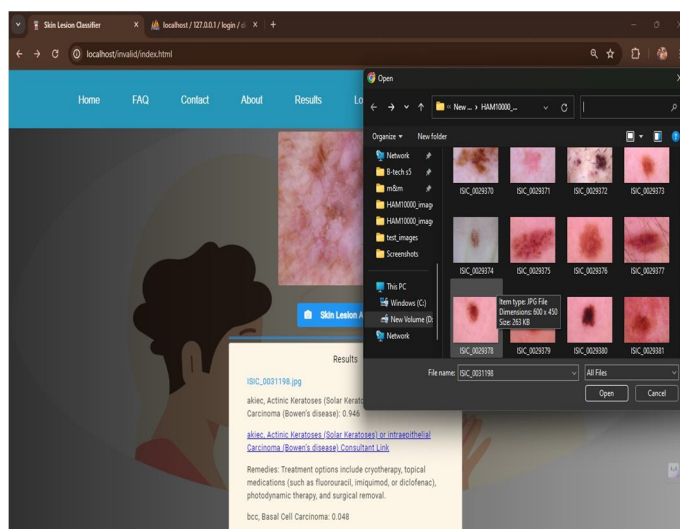 Skin Lesion Classifier
localhost / 127.0.0.1 / login /
localhost/invalid/index.html
Home FAQ Contact About Results
Skin Lesion A
Results
ISIC_0031198.jpg
akiec, Actinic Keratoses (Solar Kerato
Carcinoma (Bowen's disease): 0.946
akiec, Actinic Keratoses (Solar Keratoses) or intraepithelial
Carcinoma (Bowen's disease) Consultant Link
Remedies: Treatment options include cryotherapy, topical
medications (such as fluorouracil, imiquimod, or diclofenac),
photodynamic therapy, and surgical removal.
bcc, Basal Cell Carcinoma: 0.048
Open
New ... HAM10000_...
Organize New folder
Network
B-tech s5
m&m
HAM10000_imag
HAM10000_imag
test_images
Screenshots
This PC
Windows (C:)
New Volume (D:
Network
ISIC_0029370 ISIC_0029371 ISIC_0029372 ISIC_0029373
ISIC_0029374 ISIC_0029375 ISIC_0029376 ISIC_0029377
Item type: JPG File
Dimensions: 600 x 450
Size: 263 KB
ISIC_0029378 ISIC_0029379 ISIC_0029380 ISIC_0029381
File name: ISIC_0031198 All Files
Open Cancel